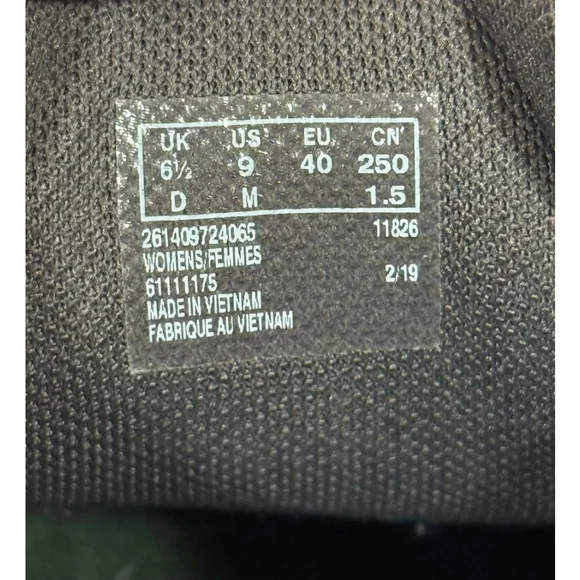 UK US EU CN'
6½ 9 40 250
D M 1.5
261409724065 11826
WOMENS/FEMMES
61111175 2/19
MADE IN VIETNAM
FABRIQUE AU VIETNAM